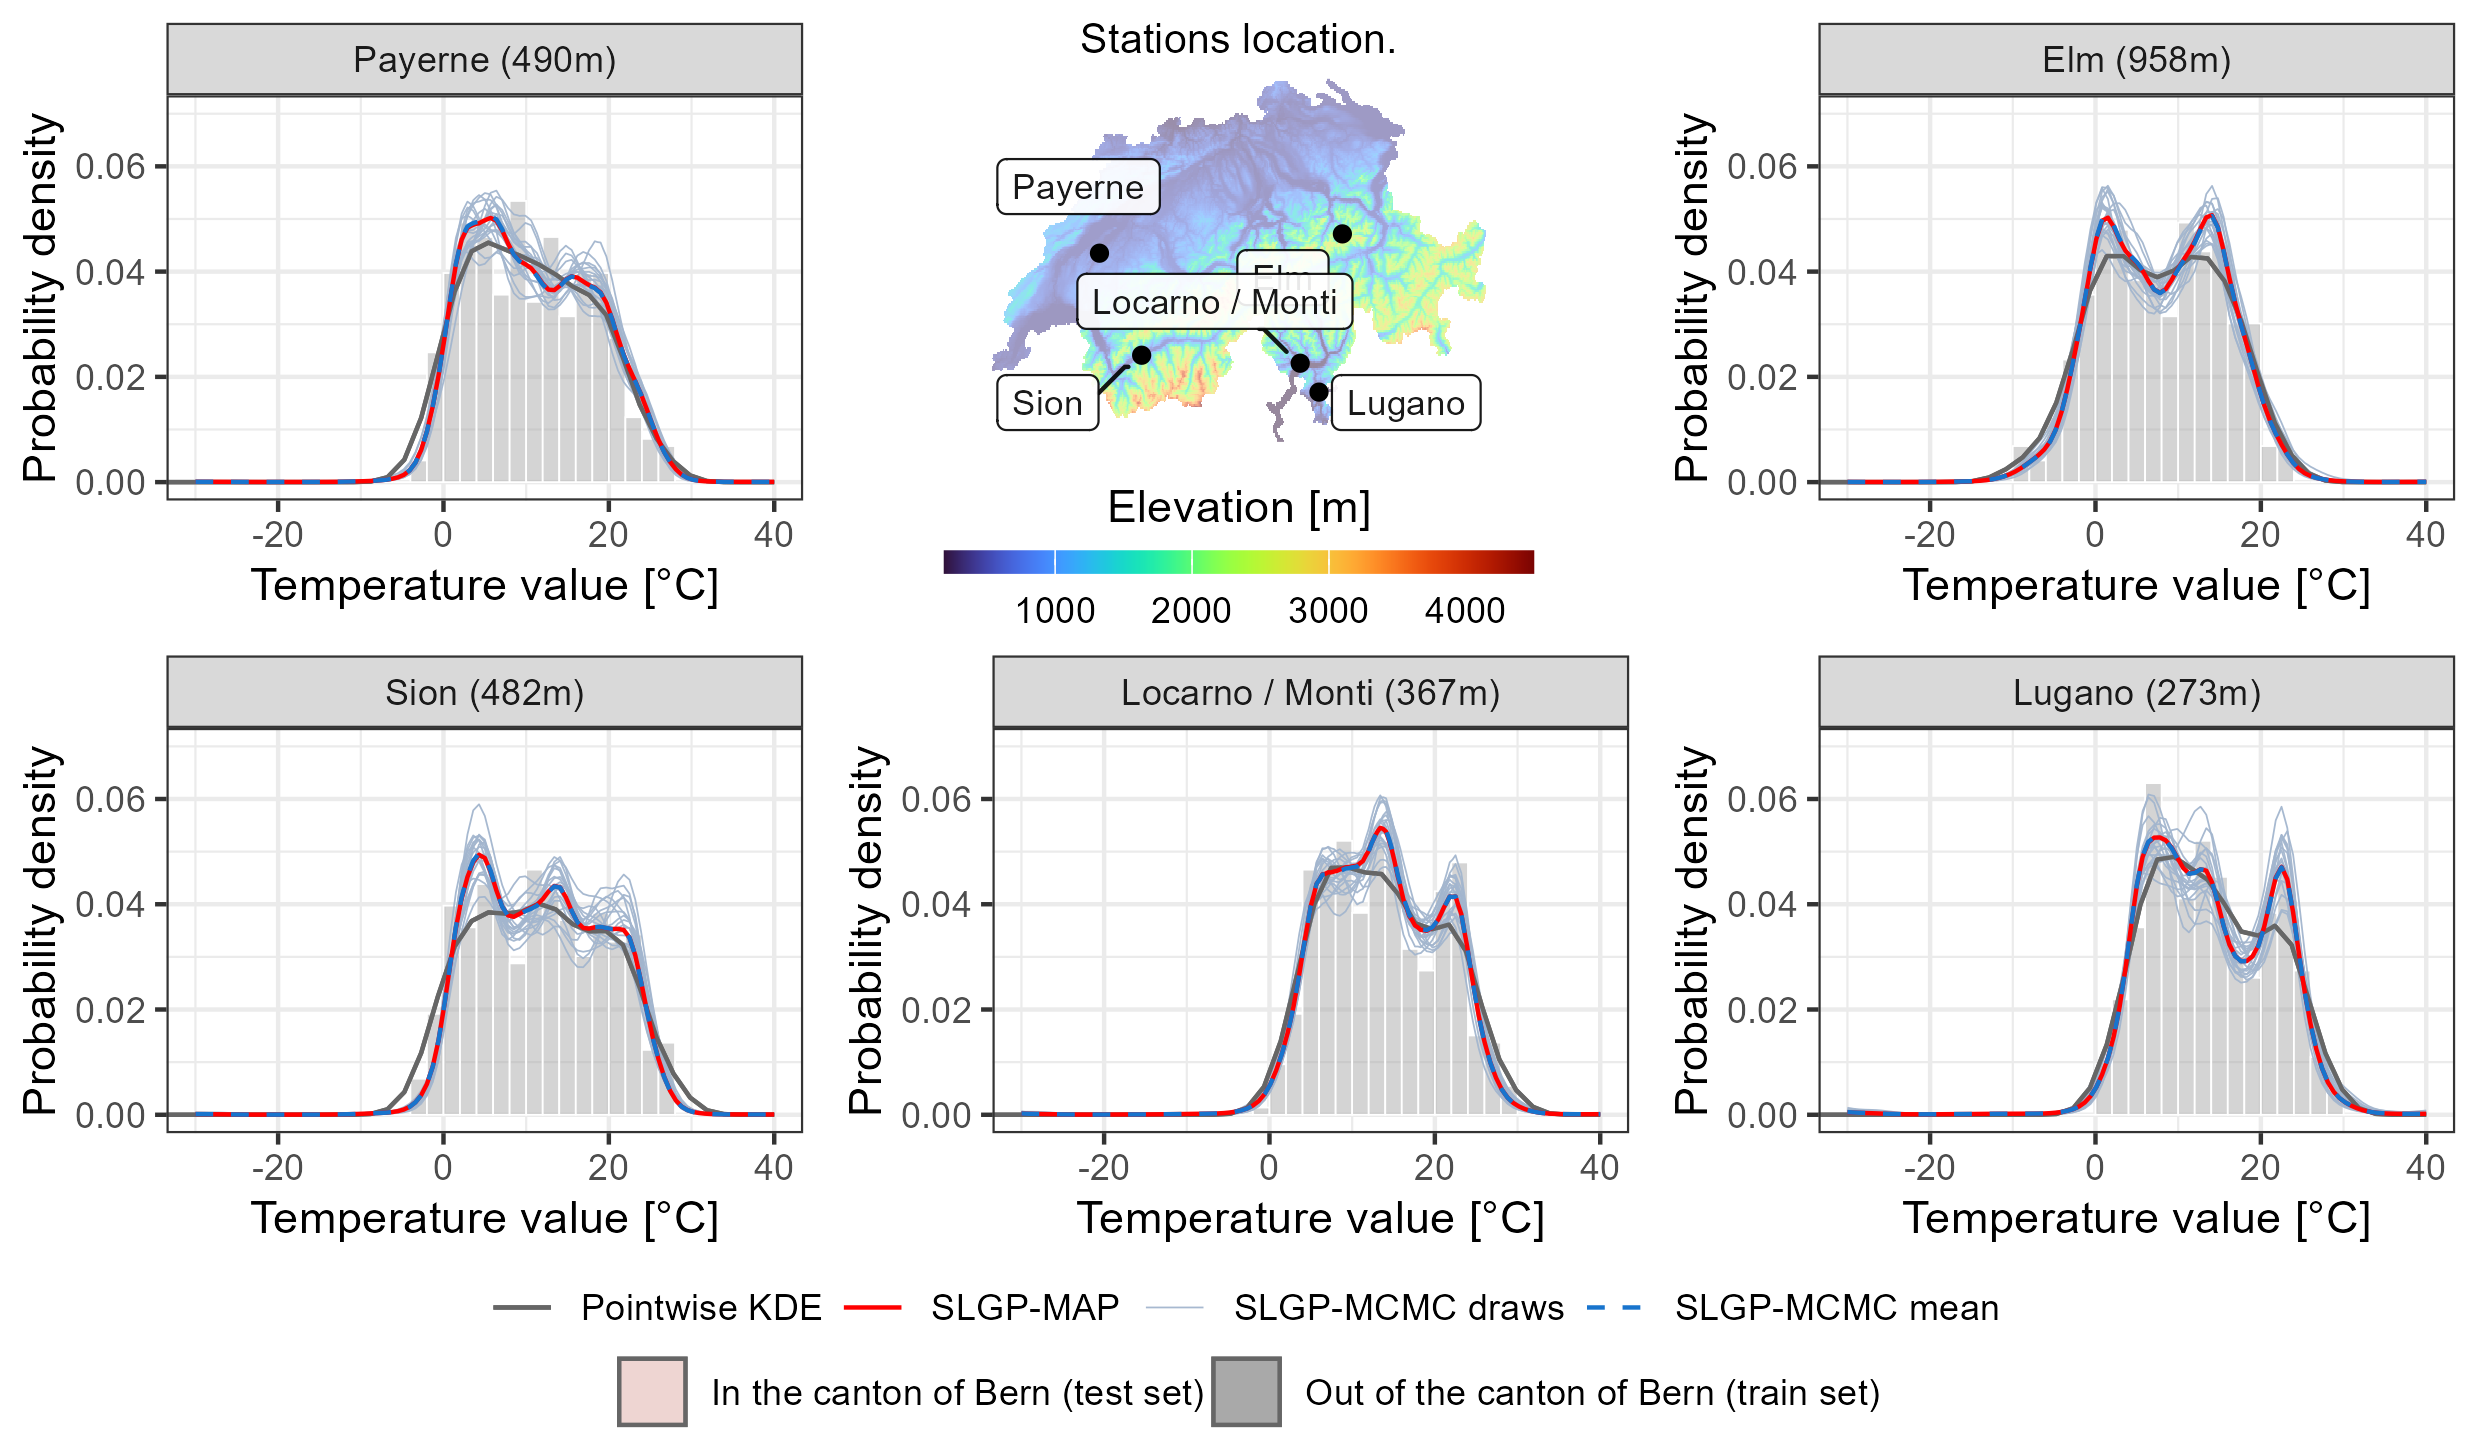 Payerne (490m)
Probability density
0.06
0.04
0.02
0.00
-20 0 20 40
Temperature value [°C]
Stations location.
Payerne
Elm
Locarno / Monti
Sion
Lugano
Elevation [m]
1000 2000 3000 4000
Elm (958m)
Probability density
0.06
0.04
0.02
0.00
-20 0 20 40
Temperature value [°C]
Sion (482m)
Probability density
0.06
0.04
0.02
0.00
-20 0 20 40
Temperature value [°C]
Locarno / Monti (367m)
Probability density
0.06
0.04
0.02
0.00
-20 0 20 40
Temperature value [°C]
Lugano (273m)
Probability density
0.06
0.04
0.02
0.00
-20 0 20 40
Temperature value [°C]
Pointwise KDE SLGP-MAP SLGP-MCMC draws SLGP-MCMC mean
In the canton of Bern (test set) Out of the canton of Bern (train set)